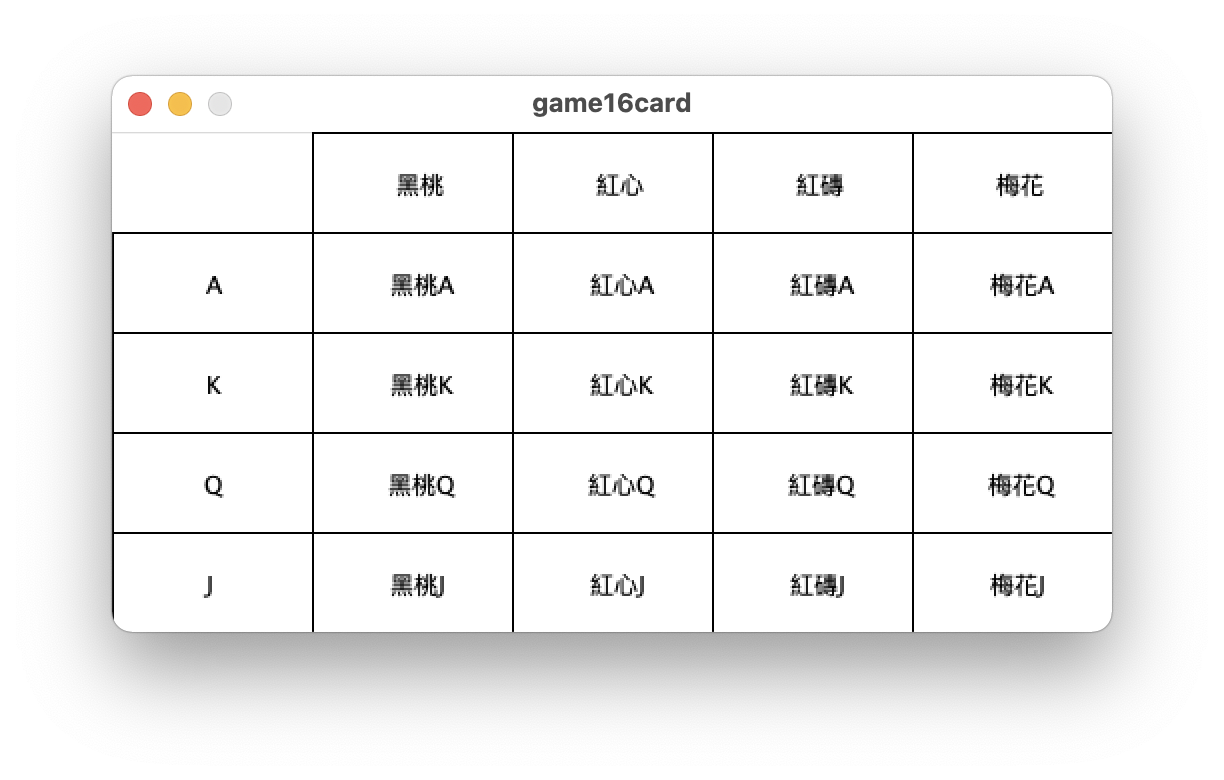 game16card
黑桃 紅心 紅磚 梅花
A 黑桃A 紅心A 紅磚A 梅花A
K 黑桃K 紅心K 紅磚K 梅花K
Q 黑桃Q 紅心Q 紅磚Q 梅花Q
J 黑桃J 紅心J 紅磚J 梅花J